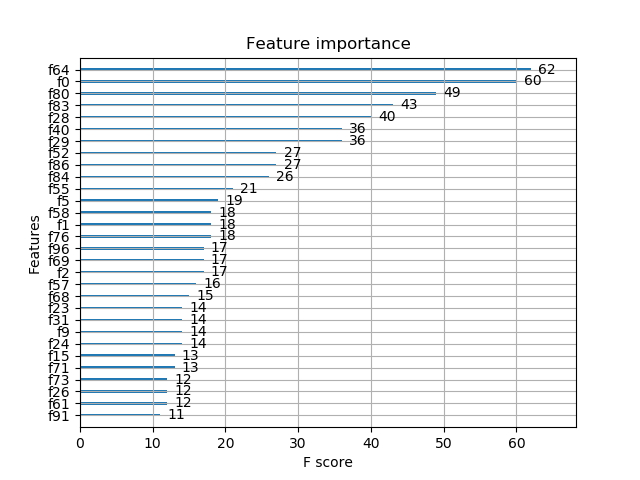 Feature importance
Features
f64 62
f0 60
f80 49
f83 43
f28 40
f40 36
f29 36
f52 27
f86 27
f84 26
f55 21
f5 19
f58 18
f1 18
f76 18
f96 17
f69 17
f2 17
f57 16
f68 15
f23 14
f31 14
f9 14
f24 14
f15 13
f71 13
f73 12
f26 12
f61 12
f91 11
0 10 20 30 40 50 60
F score